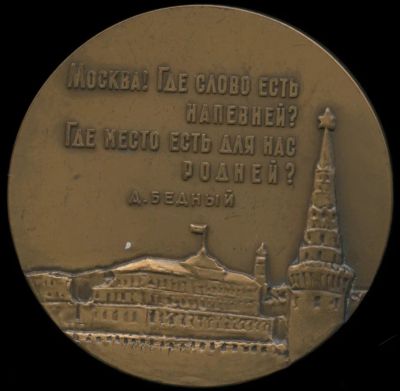 Москва! Где слово есть
напевней?
Где место есть для нас
родней?
Д. Бедный